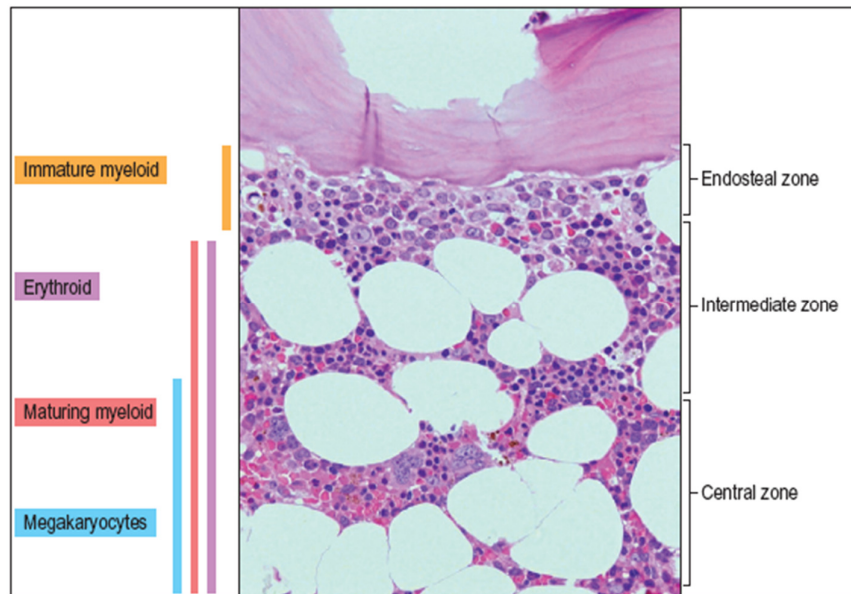 Immature myeloid
Endosteal zone
Erythroid
Intermediate zone
Maturing myeloid
Central zone
Megakaryocytes